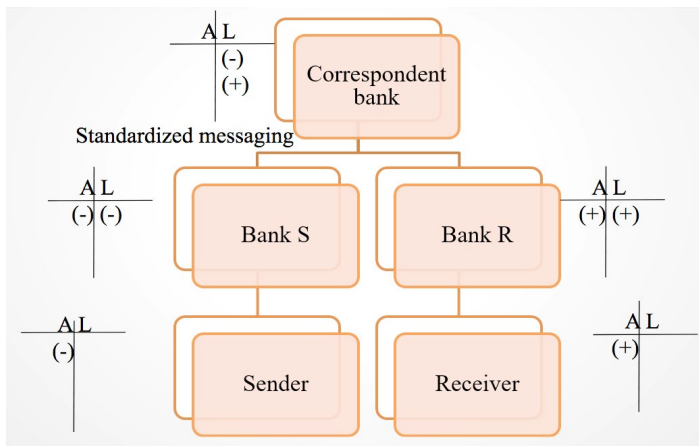 A L
(-)
(+)
Correspondent
bank
Standardized messaging
A L
(-) (-)
Bank S
Bank R
A L
(+) (+)
A L
(-)
Sender
Receiver
A L
(+)